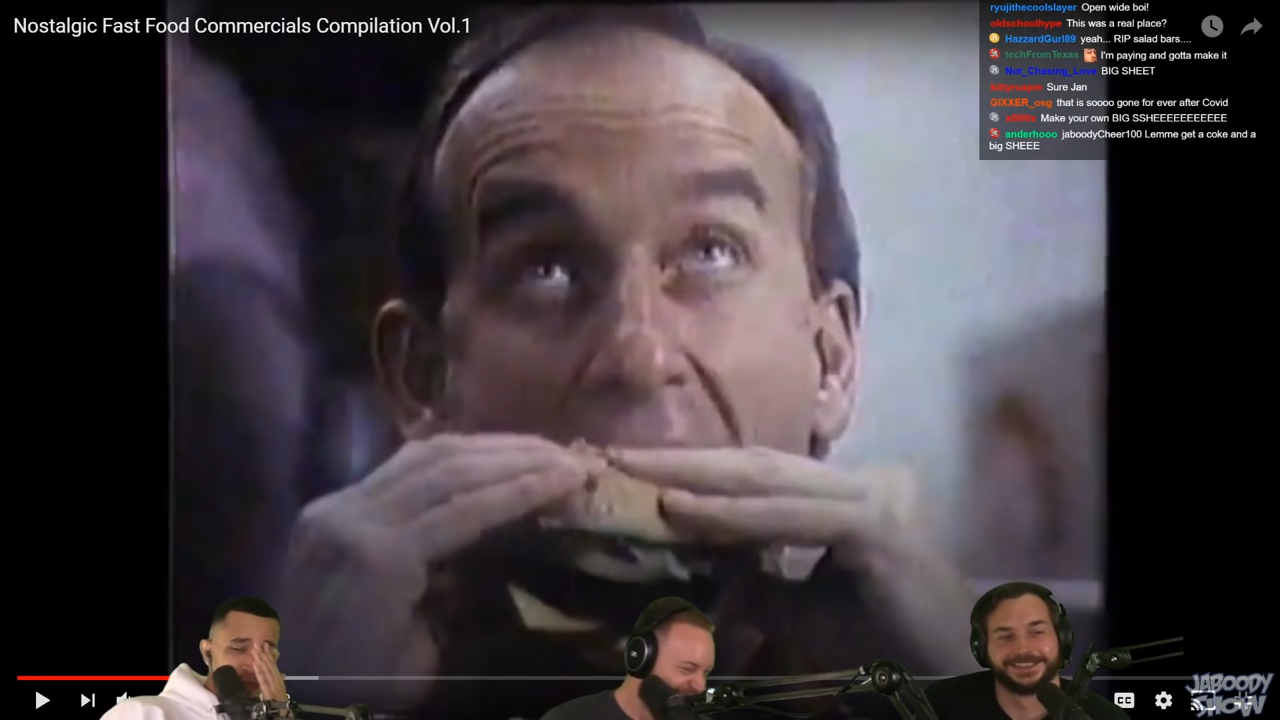 Nostalgic Fast Food Commercials Compilation Vol.1
ryujithecoolslayer Open wide boi!
oldschoolhype This was a real place?
HazzardGurl89 yeah... RIP salad bars....
techFromTexas I'm paying and gotta make it
Not_Chasing_Love BIG SHEET
Sure Jan
GIXXER_osg that is soooo gone for ever after Covid
Make your own BIG SSHEEEEEEEEEEE
anderhooo jaboodyCheer100 Lemme get a coke and a
big SHEEE
CC
JABOODY
SHOW